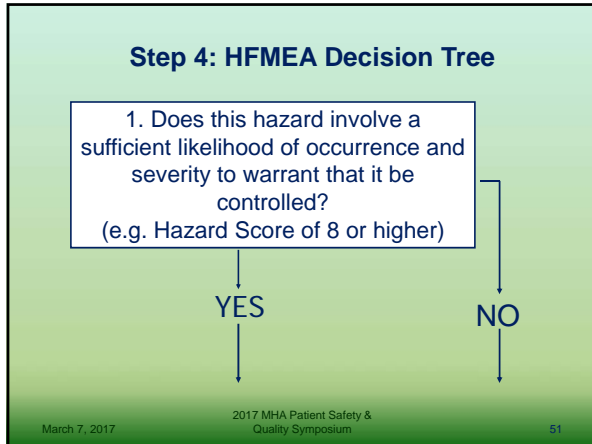 Step 4: HFMEA Decision Tree
1. Does this hazard involve a
sufficient likelihood of occurrence and
severity to warrant that it be
controlled?
(e.g. Hazard Score of 8 or higher)
YES
NO
March 7, 2017
2017 MHA Patient Safety &
Quality Symposium
51